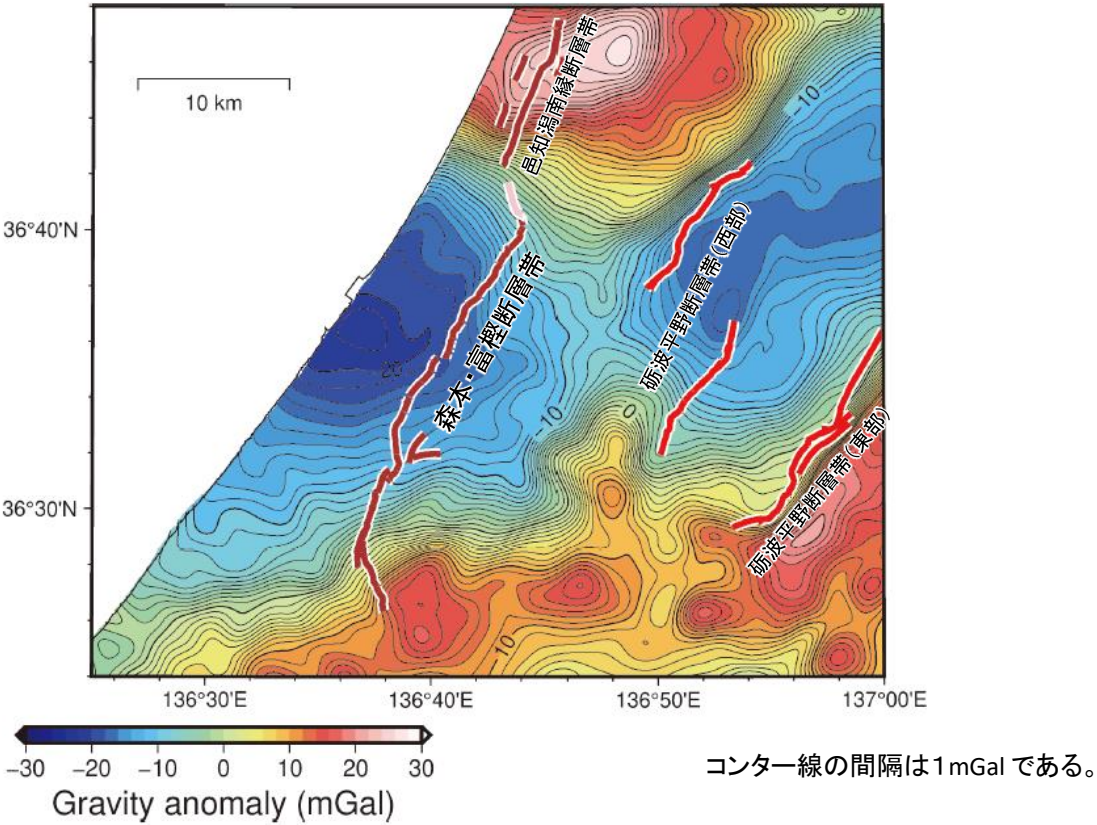 10 km
邑知潟南縁断層帯
-10
36°40'N
砺波平野断層帯(西部)
森本・富樫断層帯
-20
-10
0
砺波平野断層帯(東部)
36°30'N
-10
136°30'E
136°40'E
136°50'E
137°00'E
−30 −20 −10 0 10 20 30
Gravity anomaly (mGal)
コンター線の間隔は1mGal である。